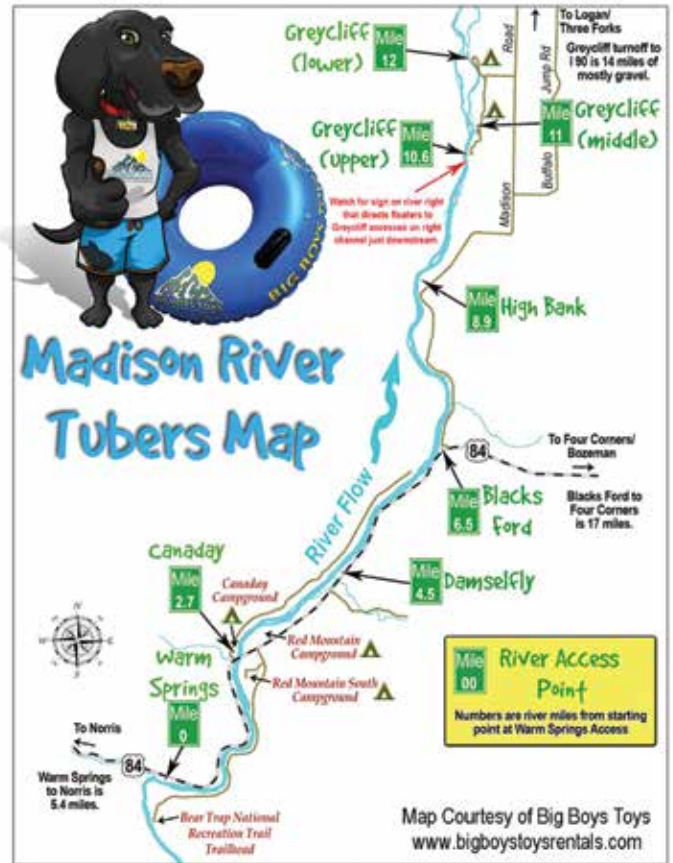 Greycliff
(lower)
Mile
12
To Logan/
Three Forks
Greycliff turnoff to
I 90 is 14 miles of
mostly gravel.
Road
Jump Rd
Buffalo
Madison
Greycliff
(upper)
Mile
10.6
Mile
11
Greycliff
(middle)
Watch for sign on river right
that directs floaters to
Greycliff accesses on right
channel just downstream
BIG BOYS
Mile
8.9
High Bank
Madison River
Tubers Map
River Flow
84
To Four Corners/
Bozeman
Blacks Ford to
Four Corners
is 17 miles.
Mile
6.5
Blacks
Ford
Canaday
Mile
2.7
Canaday
Campground
Mile
4.5
Damselfly
Red Mountain
Campground
Red Mountain South
Campground
N
E
S
W
Warm
Springs
Mile
0
To Norris
84
Warm Springs
to Norris is
5.4 miles.
Bear Trap National
Recreation Trail
Trailhead
Mile
00
River Access
Point
Numbers are river miles from starting
point at Warm Springs Access
Map Courtesy of Big Boys Toys
www.bigboystoysrentals.com